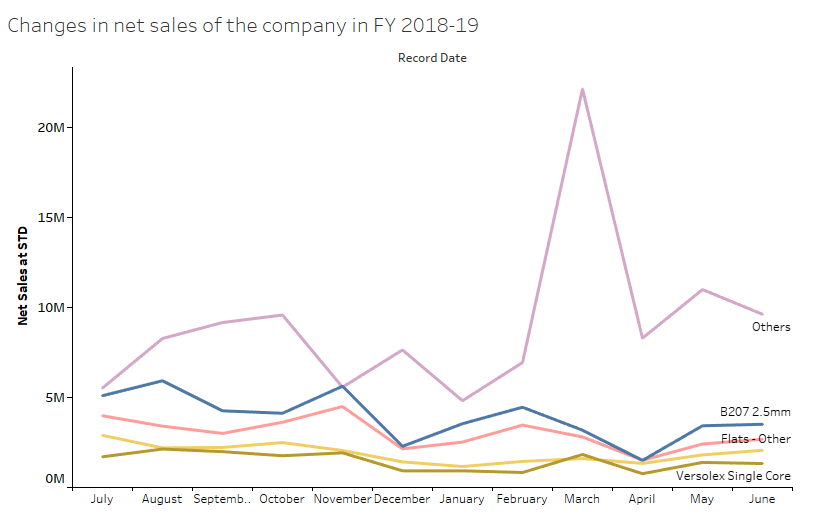 Changes in net sales of the company in FY 2018-19
Record Date
20M
15M
10M
5M
0M
Net Sales at STD
Others
B207 2.5mm
Flats - Other
Versolex Single Core
July August Septemb.. October November December January February March April May June